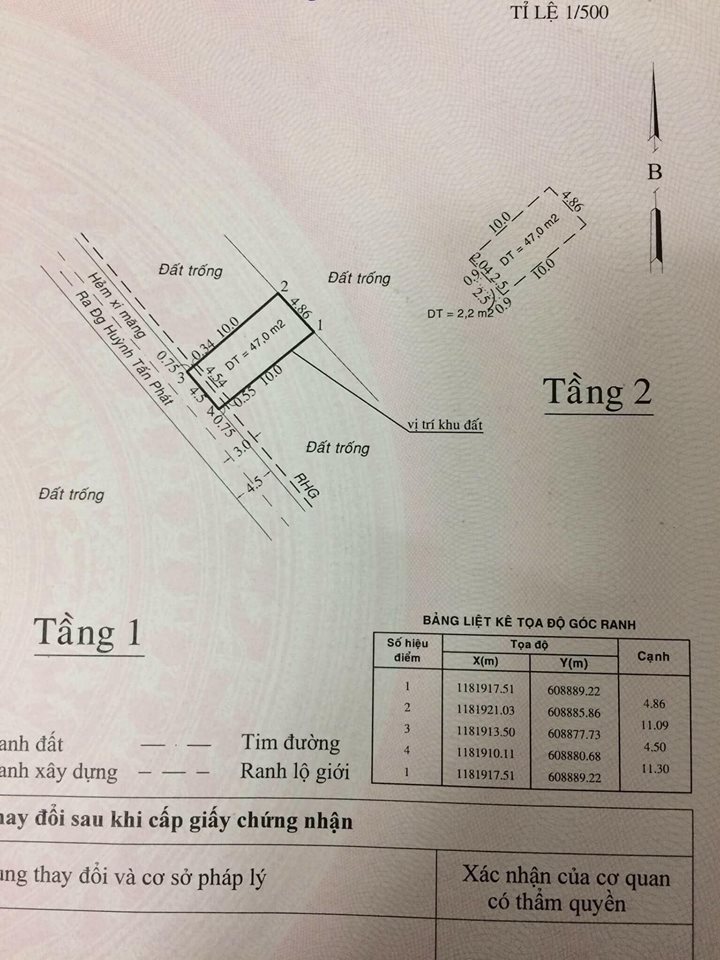 TỈ LỆ 1/500
B
10.0
4.86
DT = 47,0 m2
2.04
2.5
10.0
0.9
2.5
0.9
DT = 2,2 m2
Tầng 2
Đất trống
Đất trống
2
4.86
1
10.0
DT = 47,0 m2
0.34
Hẻm xi măng
Ra Đg Huỳnh Tấn Phát
0.75
3
4.54
10.0
0.55
4.5
4
0.75
3.0
4.5
RHG
vị trí khu đất
Đất trống
Đất trống
Tầng 1
BẢNG LIỆT KÊ TỌA ĐỘ GÓC RANH
Số hiệu điểm Tọa độ Cạnh
X(m) Y(m)
1 1181917.51 608889.22
4.86
2 1181921.03 608885.86
11.09
3 1181913.50 608877.73
4.50
4 1181910.11 608880.68
11.30
1 1181917.51 608889.22
anh đất Tim đường
anh xây dựng Ranh lộ giới
hay đổi sau khi cấp giấy chứng nhận
ung thay đổi và cơ sở pháp lý
Xác nhận của cơ quan
có thẩm quyền